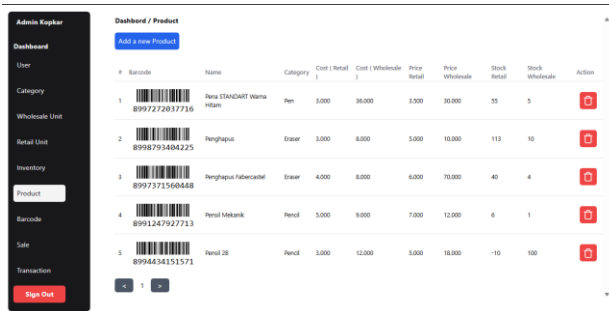 Admin Kopkar
Dashboard
User
Category
Wholesale Unit
Retail Unit
Inventory
Product
Barcode
Sale
Transaction
Sign Out
Dashbord / Product
Add a new Product
# Barcode Name Category Cost ( Retail ) Cost ( Wholesale ) Price Retail Price Wholesale Stock Retail Stock Wholesale Action
1 8997272037716 Pena STANDART Warna Hitam Pen 3.000 36.000 3.500 30.000 55 5
2 8998793404225 Penghapus Eraser 3.000 8.000 5.000 10.000 113 10
3 8997371560448 Penghapus Fabercastel Eraser 4.000 8.000 6.000 70.000 40 4
4 8991247927713 Pensil Mekanik Pencil 5.000 9.000 7.000 12.000 6 1
5 8994434151571 Pensil 2B Pencil 3.000 12.000 5.000 18.000 -10 100
< 1 >